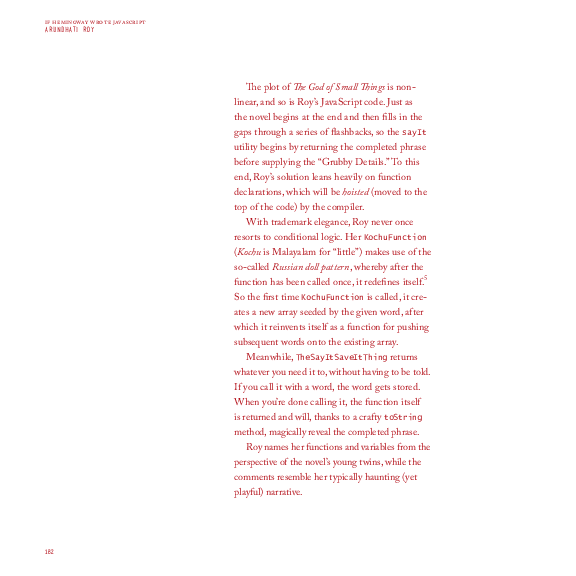 IF HEMINGWAY WROTE JAVASCRIPT
ARUNDHATI ROY
The plot of The God of Small Things is non-
linear, and so is Roy's JavaScript code. Just as
the novel begins at the end and then fills in the
gaps through a series of flashbacks, so the sayIt
utility begins by returning the completed phrase
before supplying the “Grubby Details.” To this
end, Roy's solution leans heavily on function
declarations, which will be hoisted (moved to the
top of the code) by the compiler.
With trademark elegance, Roy never once
resorts to conditional logic. Her KochuFunction
(Kochu is Malayalam for “little”) makes use of the
so-called Russian doll pattern, whereby after the
function has been called once, it redefines itself.5
So the first time KochuFunction is called, it cre-
ates a new array seeded by the given word, after
which it reinvents itself as a function for pushing
subsequent words onto the existing array.
Meanwhile, TheSayItSaveItThing returns
whatever you need it to, without having to be told.
If you call it with a word, the word gets stored.
When you're done calling it, the function itself
is returned and will, thanks to a crafty toString
method, magically reveal the completed phrase.
Roy names her functions and variables from the
perspective of the novel's young twins, while the
comments resemble her typically haunting (yet
playful) narrative.
182